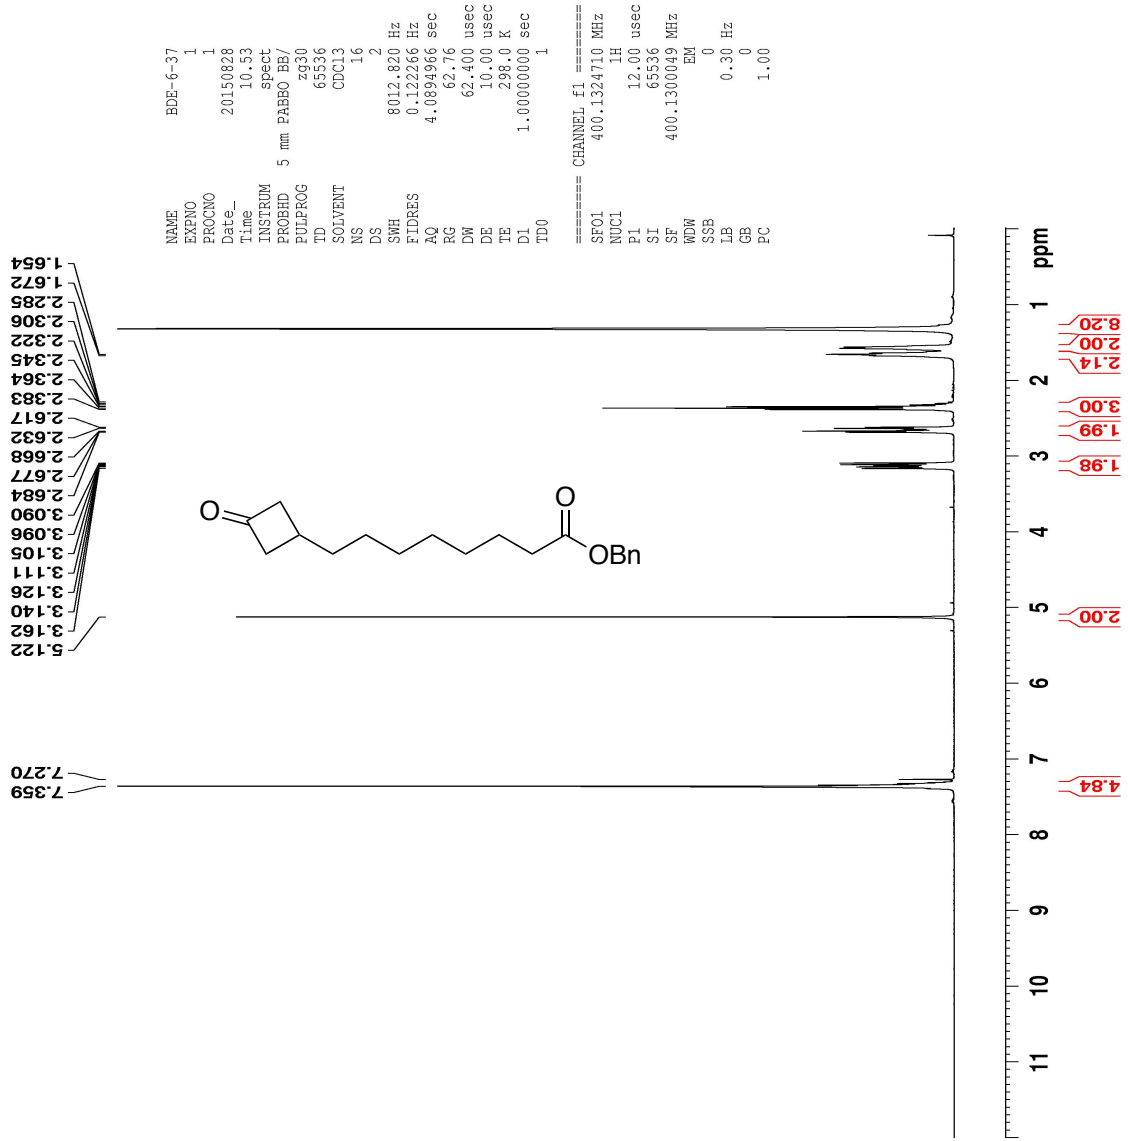 NAME BDE-6-37
EXPNO 1
PROCNO 1
Date_ 20150828
Time 10.53
INSTRUM spect
PROBHD 5 mm PABBO BB/
PULPROG zg30
TD 65536
SOLVENT CDCl3
NS 16
DS 2
SWH 8012.820 Hz
FIDRES 0.122266 Hz
AQ 4.0894966 sec
RG 62.76
DW 62.400 usec
DE 10.00 usec
TE 298.0 K
D1 1.00000000 sec
TD0 1
======== CHANNEL f1 ========
SFO1 400.1324710 MHz
NUC1 1H
P1 12.00 usec
SI 65536
SF 400.1300049 MHz
WDW EM
SSB 0
LB 0.30 Hz
GB 0
PC 1.00
1.654
1.672
2.285
2.306
2.322
2.345
2.364
2.383
2.617
2.632
2.668
2.677
2.684
3.090
3.096
3.105
3.111
3.126
3.140
3.162
5.122
7.270
7.359
O
O
OBn
ppm
1
2
3
4
5
6
7
8
9
10
11
8.20
2.00
2.14
3.00
1.99
1.98
2.00
4.84